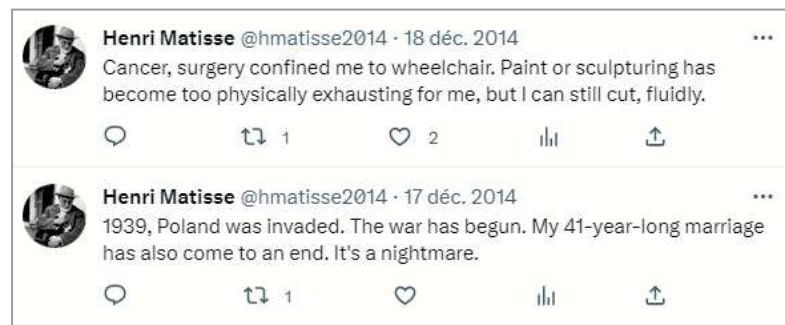 Henri Matisse @hmatisse2014 · 18 déc. 2014
Cancer, surgery confined me to wheelchair. Paint or sculpturing has
become too physically exhausting for me, but I can still cut, fluidly.
1 2
Henri Matisse @hmatisse2014 · 17 déc. 2014
1939, Poland was invaded. The war has begun. My 41-year-long marriage
has also come to an end. It's a nightmare.
1